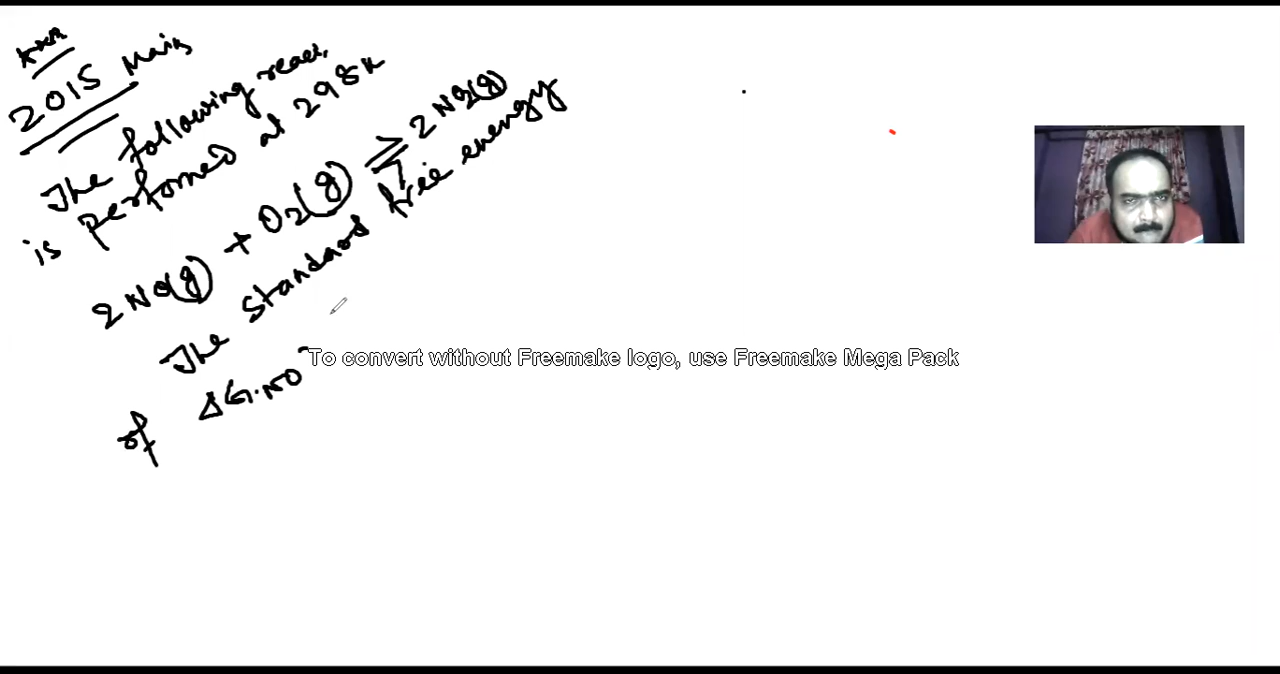 2015 Main
The following react.
is performed at 298K
2NO(g) + O2(g) ⇌ 2NO2(g)
The standard free energy
of ΔG.NO
To convert without Freemake logo, use Freemake Mega Pack